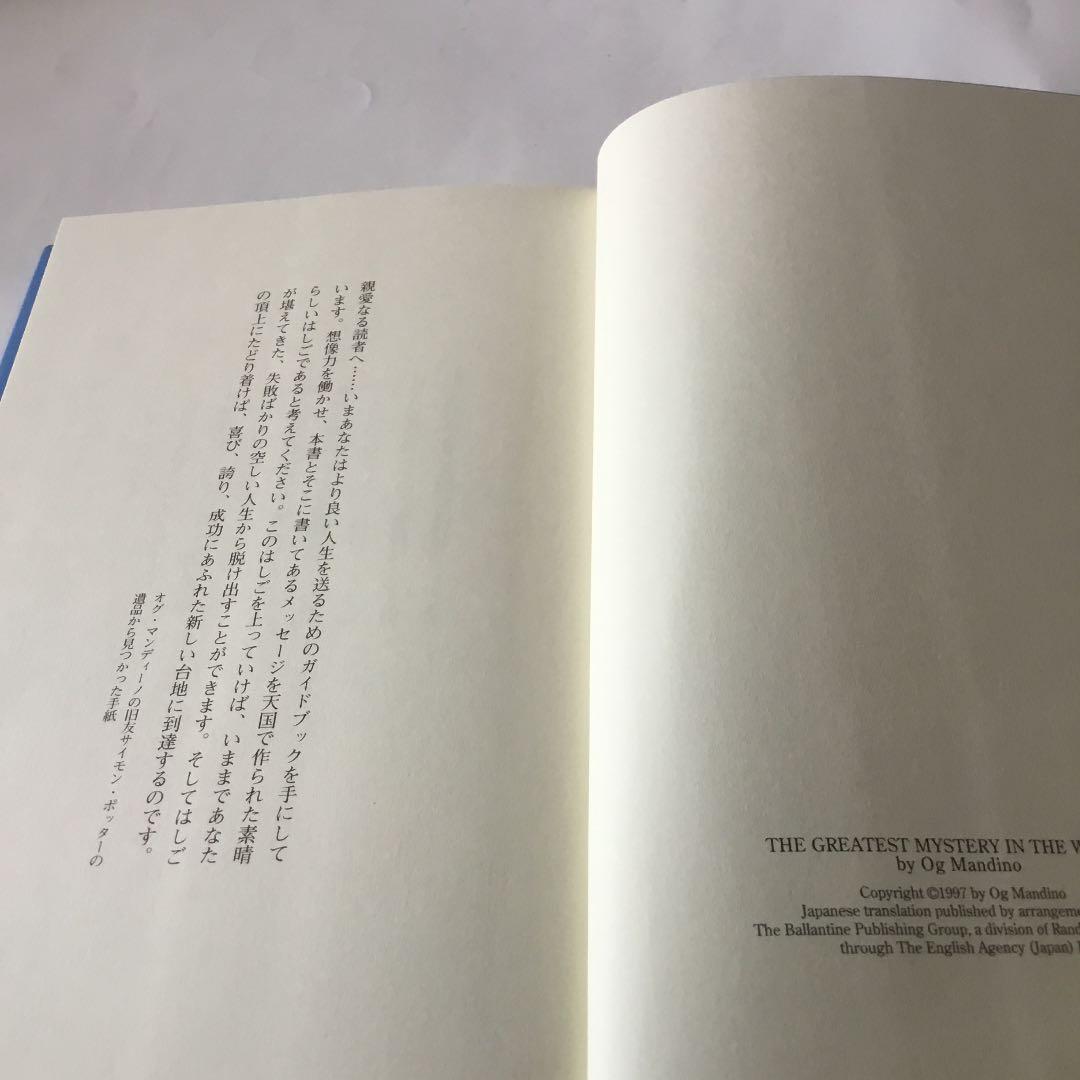 親愛なる読者へ……いまあなたはより良い人生を送るためのガイドブックを手にして
います。想像力を働かせ、本書とそこに書いてあるメッセージを天国で作られた素晴
らしいはしごであると考えてください。このはしごを上っていけば、いままであなた
が堪えてきた、失敗ばかりの空しい人生から脱け出すことができます。そしてはしご
の頂上にたどり着けば、喜び、誇り、成功にあふれた新しい台地に到達するのです。
オグ・マンディーノの旧友サイモン・ポッターの
遺品から見つかった手紙
THE GREATEST MYSTERY IN THE
by Og Mandino
Copyright ©1997 by Og Mandino
Japanese translation published by
The Ballantine Publishing Group, a division of
through The English Agency (Japan)